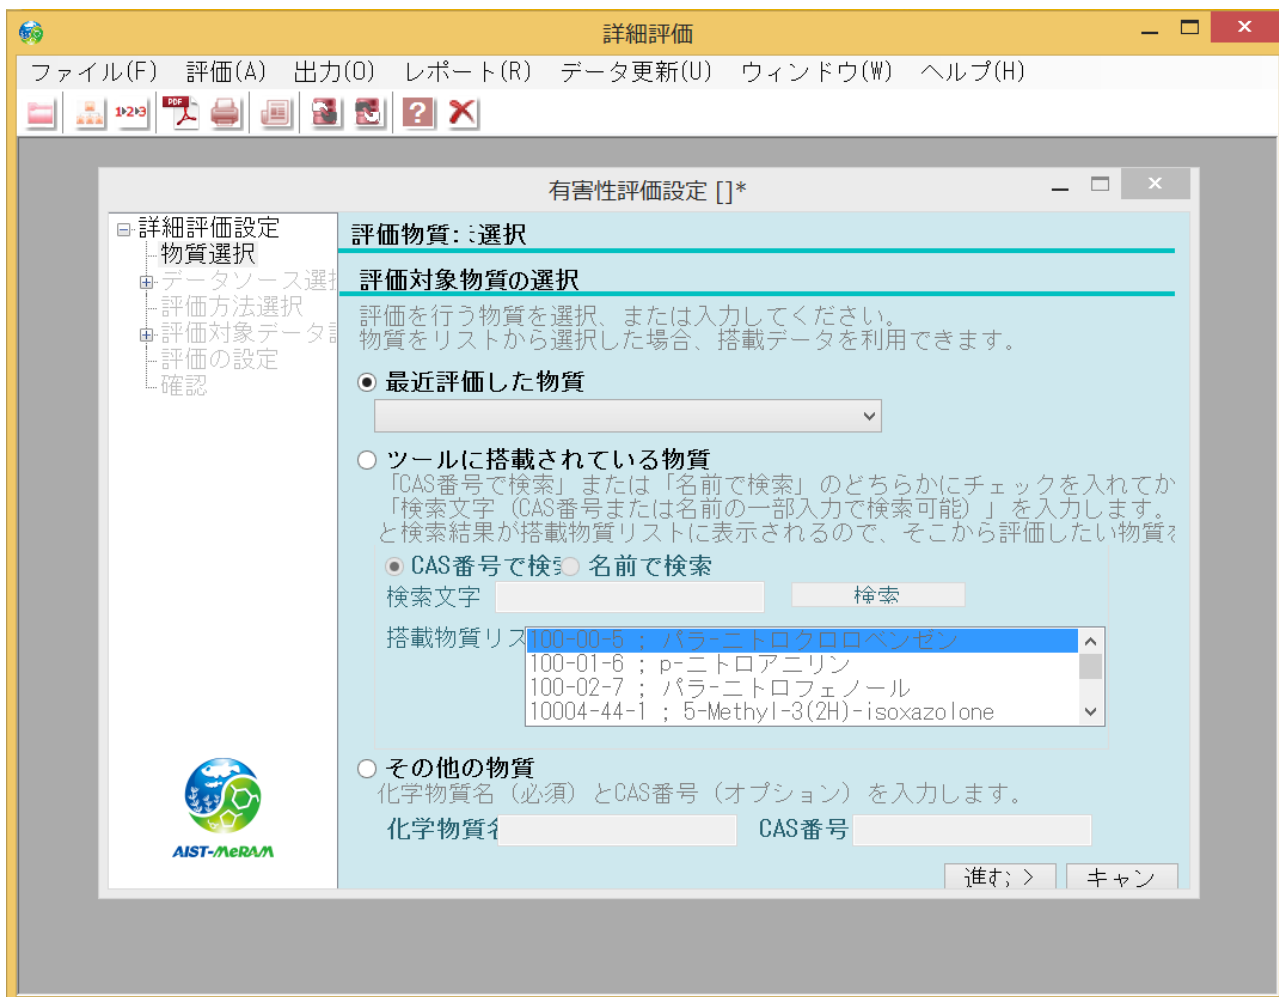 詳細評価
ファイル(F) 評価(A) 出力(O) レポート(R) データ更新(U) ウィンドウ(W) ヘルプ(H)
1 2 3 PDF ?
有害性評価設定 []*
詳細評価設定
物質選択
データソース選
評価方法選択
評価対象データ
評価の設定
確認
評価物質: 選択
評価対象物質の選択
評価を行う物質を選択、または入力してください。
物質をリストから選択した場合、搭載データを利用できます。
最近評価した物質
ツールに搭載されている物質
「CAS番号で検索」または「名前で検索」のどちらかにチェックを入れてか
「検索文字（CAS番号または名前の一部入力で検索可能）」を入力します。
と検索結果が搭載物質リストに表示されるので、そこから評価したい物質
CAS番号で検 名前で検索
検索文字 検索
搭載物質リス
100-00-5 ; パラ-ニトロクロロベンゼン
100-01-6 ; p-ニトロアニリン
100-02-7 ; パラ-ニトロフェノール
10004-44-1 ; 5-Methyl-3(2H)-isoxazolone
その他の物質
化学物質名（必須）とCAS番号（オプション）を入力します。
化学物質 CAS番号
進む >
キャン
AIST-MeRAM